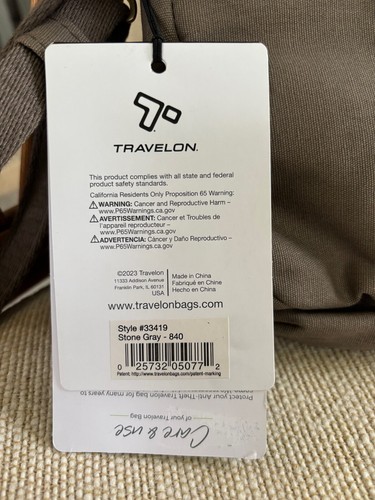 TRAVELON.
This product complies with all state and federal
product safety standards.
California Residents Only Proposition 65 Warning:
⚠WARNING: Cancer and Reproductive Harm –
www.P65Warnings.ca.gov
⚠AVERTISSEMENT: Cancer et Troubles de
l'appareil reproducteur –
www.P65Warnings.ca.gov
⚠ADVERTENCIA: Cáncer y Daño Reproductivo –
www.P65Warnings.ca.gov
©2023 Travelon
11333 Addison Avenue
Franklin Park, IL 60131
USA
Made in China
Fabriqué en Chine
Hecho en China
www.travelonbags.com
Style #33419
Stone Gray - 840
0 25732 05077 2
Patent: http://www.travelonbags.com/patent-marking
Care & use
of your Travelon Bag
Protect your Anti-Theft Travelon bag for many years to